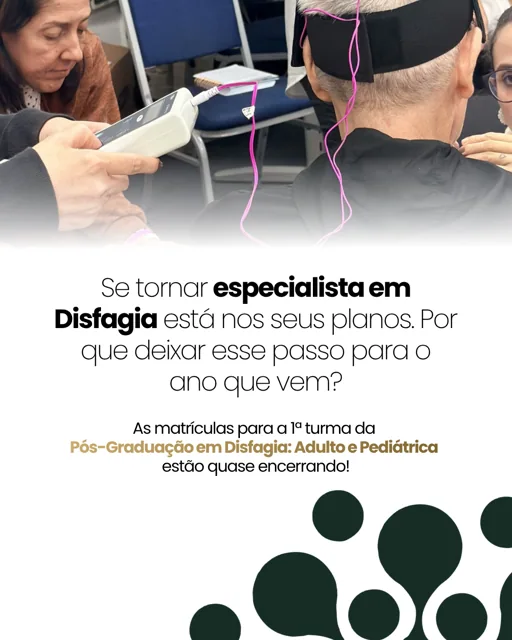 Se tornar especialista em
Disfagia está nos seus planos. Por
que deixar esse passo para o
ano que vem?
As matrículas para a 1ª turma da
Pós-Graduação em Disfagia: Adulto e Pediátrica
estão quase encerrando!